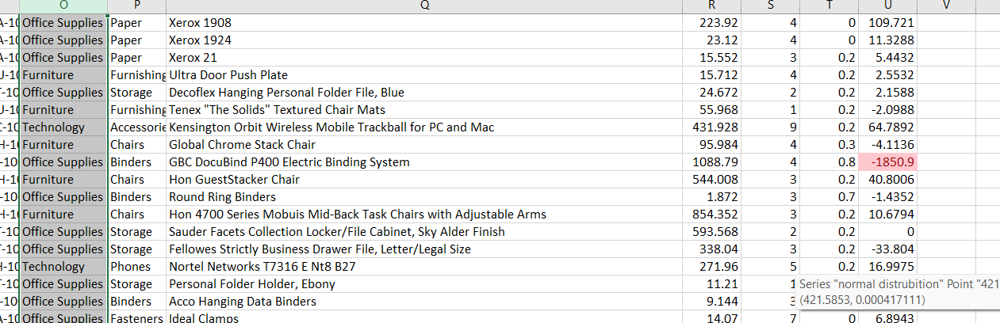 O P Q R S T U V
A-10 Office Supplies Paper Xerox 1908 223.92 4 0 109.721
A-10 Office Supplies Paper Xerox 1924 23.12 4 0 11.3288
A-10 Office Supplies Paper Xerox 21 15.552 3 0.2 5.4432
U-10 Furniture Furnishing Ultra Door Push Plate 15.712 4 0.2 2.5532
-10 Office Supplies Storage Decoflex Hanging Personal Folder File, Blue 24.672 2 0.2 2.1588
U-10 Furniture Furnishing Tenex "The Solids" Textured Chair Mats 55.968 1 0.2 -2.0988
-10 Technology Accessorie Kensington Orbit Wireless Mobile Trackball for PC and Mac 431.928 9 0.2 64.7892
H-10 Furniture Chairs Global Chrome Stack Chair 95.984 4 0.3 -4.1136
-10 Office Supplies Binders GBC DocuBind P400 Electric Binding System 1088.79 4 0.8 -1850.9
H-10 Furniture Chairs Hon GuestStacker Chair 544.008 3 0.2 40.8006
-10 Office Supplies Binders Round Ring Binders 1.872 3 0.7 -1.4352
H-10 Furniture Chairs Hon 4700 Series Mobuis Mid-Back Task Chairs with Adjustable Arms 854.352 3 0.2 10.6794
-10 Office Supplies Storage Sauder Facets Collection Locker/File Cabinet, Sky Alder Finish 593.568 2 0.2 0
-10 Office Supplies Storage Fellowes Strictly Business Drawer File, Letter/Legal Size 338.04 3 0.2 -33.804
H-10 Technology Phones Nortel Networks T7316 E Nt8 B27 271.96 5 0.2 16.9975
-10 Office Supplies Storage Personal Folder Holder, Ebony 11.21 1 Series "normal distrubition" Point "421
-10 Office Supplies Binders Acco Hanging Data Binders 9.144 3 (421.5853, 0.000417111)
A-10 Office Supplies Fasteners Ideal Clamps 14.07 7 0 6.8943